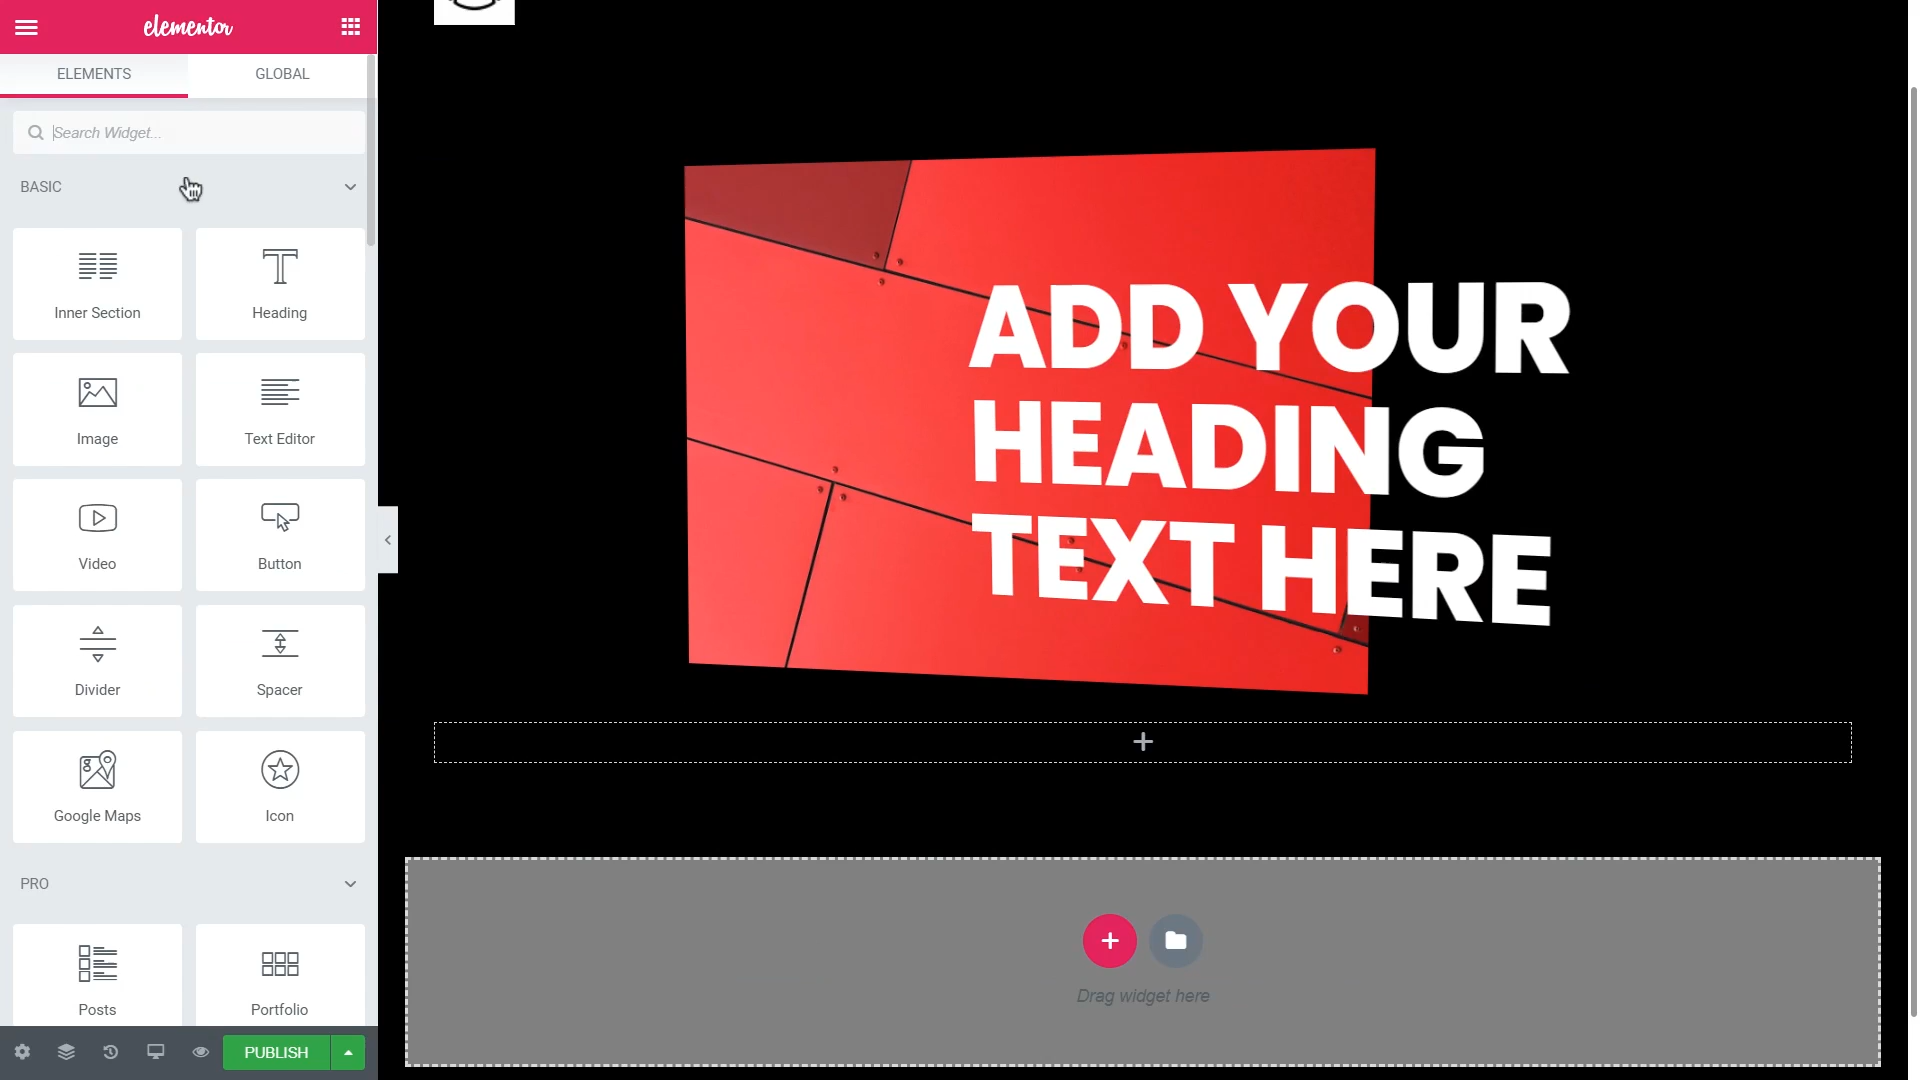 elementor
ELEMENTS
GLOBAL
Search Widget...
BASIC
Inner Section
Heading
Image
Text Editor
Video
Button
Divider
Spacer
Google Maps
Icon
PRO
Posts
Portfolio
PUBLISH
ADD YOUR
HEADING
TEXT HERE
Drag widget here